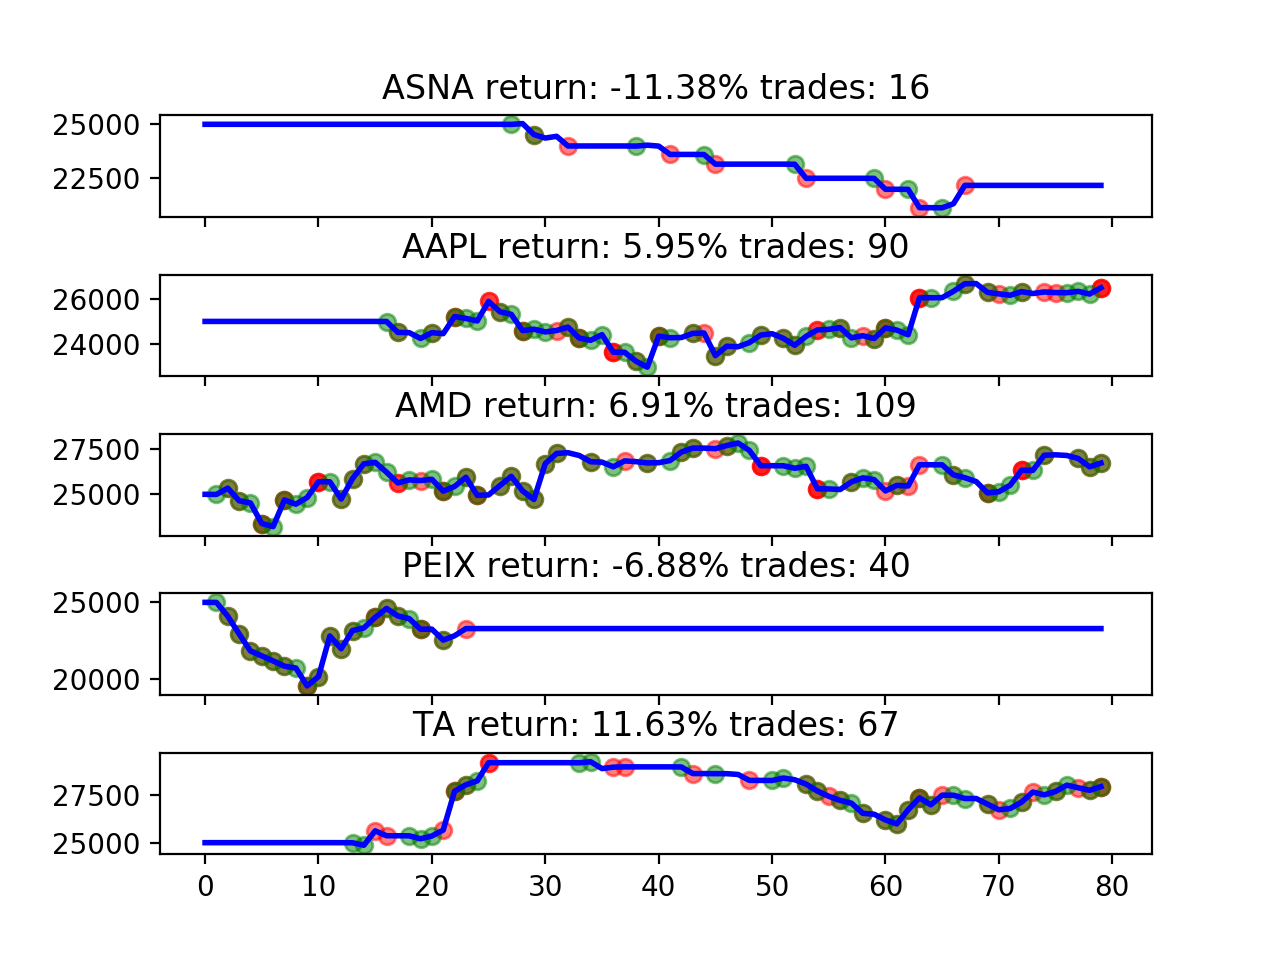 ASNA return: -11.38% trades: 16
25000
22500
AAPL return: 5.95% trades: 90
26000
24000
AMD return: 6.91% trades: 109
27500
25000
PEIX return: -6.88% trades: 40
25000
20000
TA return: 11.63% trades: 67
27500
25000
0 10 20 30 40 50 60 70 80